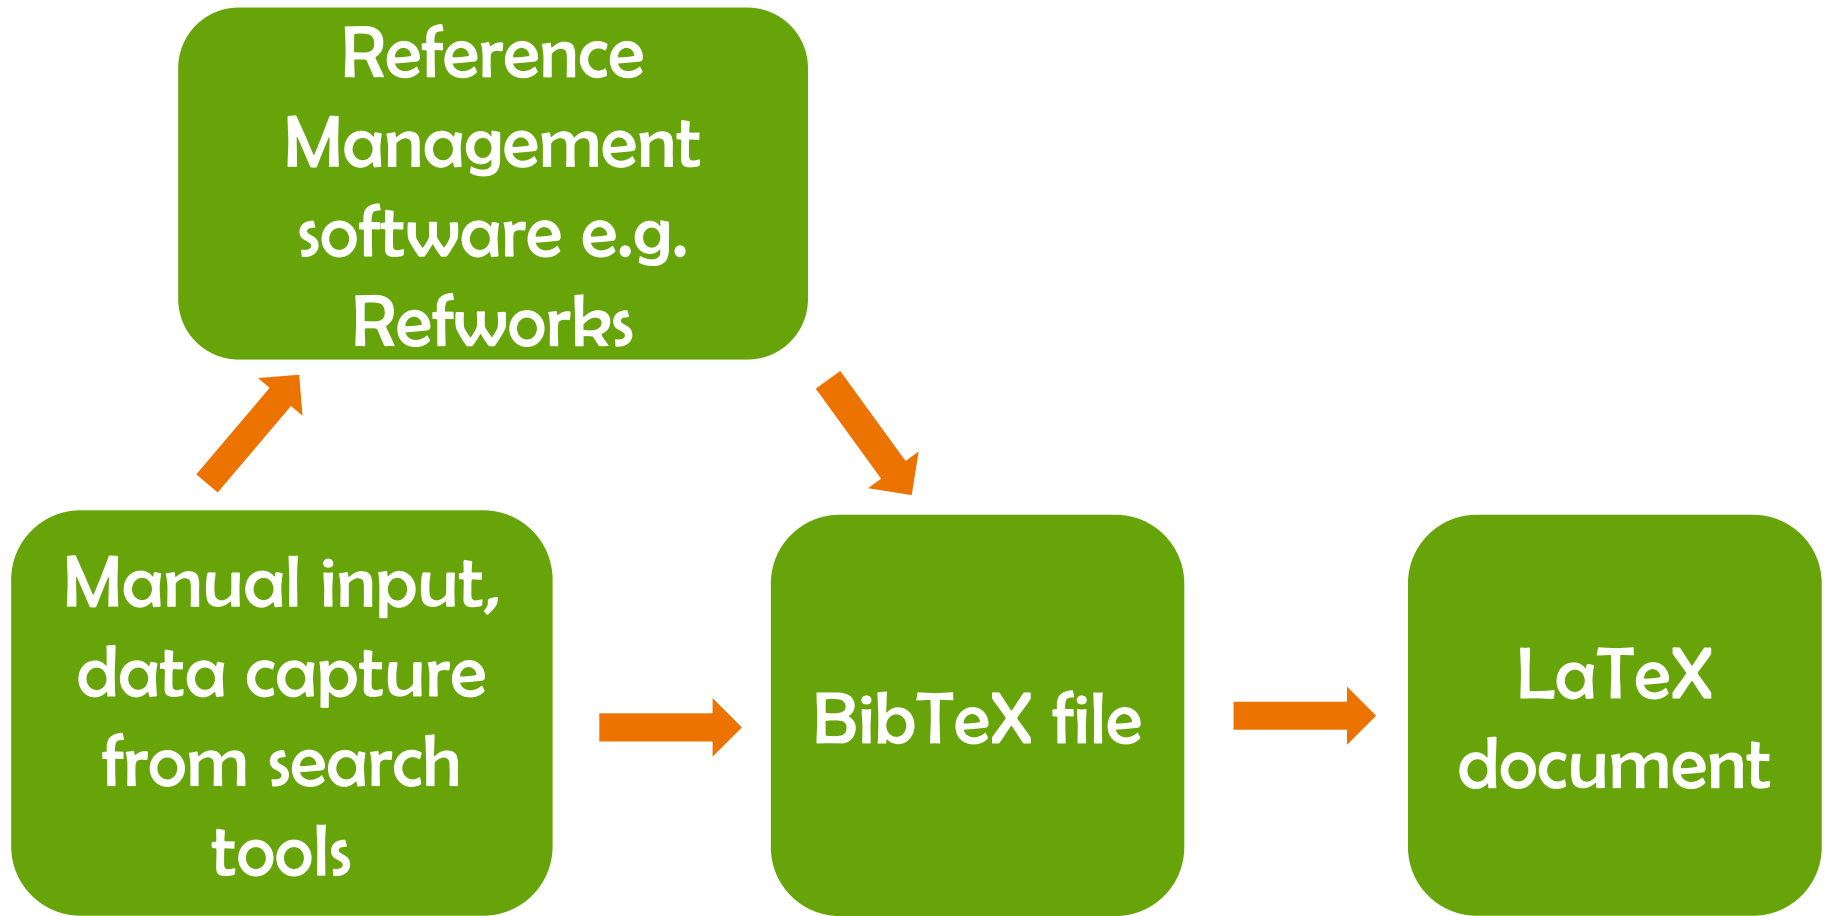 Reference
Management
software e.g.
Refworks
Manual input,
data capture
from search
tools
BibTeX file
LaTeX
document